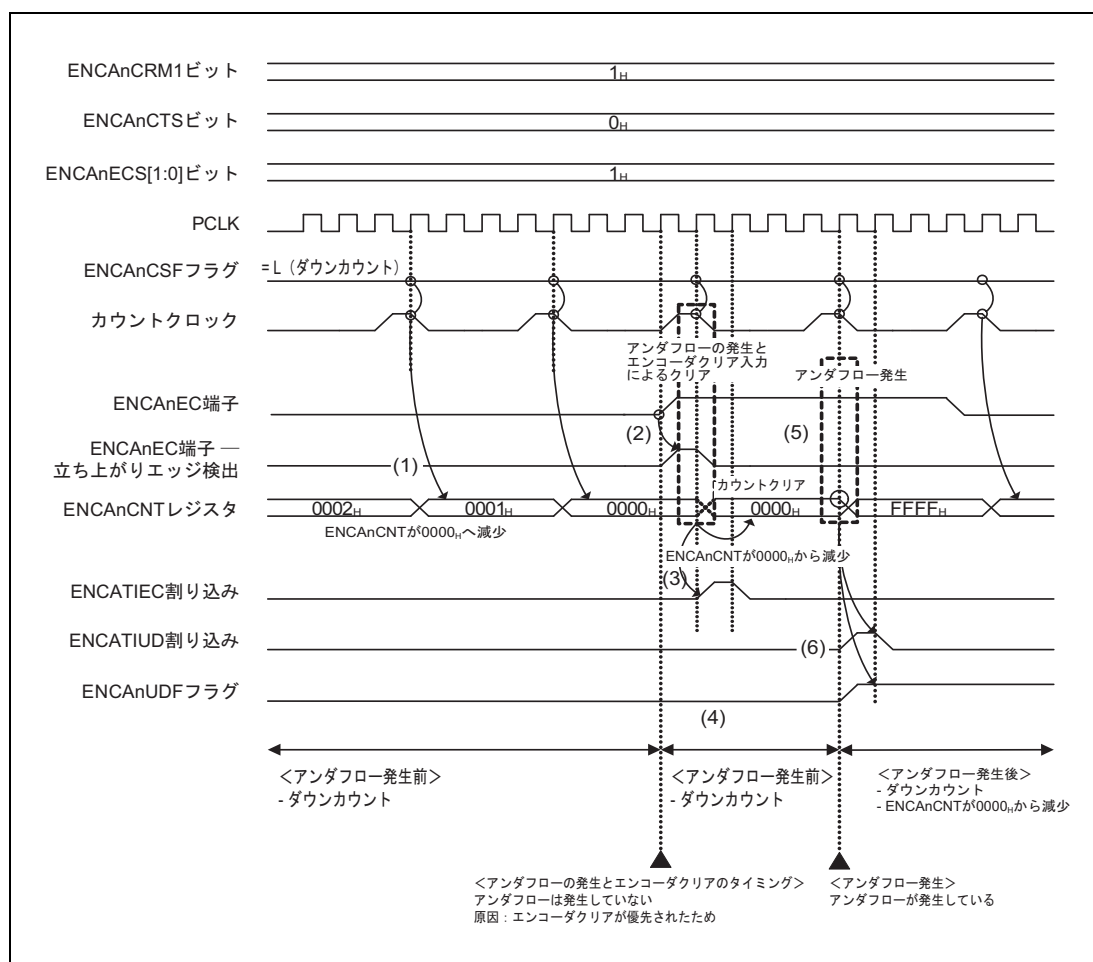 ENCAnCRM1ビット
1H
ENCAnCTSビット
0H
ENCAnECS[1:0]ビット
1H
PCLK
ENCAnCSFフラグ
= L（ダウンカウント）
カウントクロック
アンダフローの発生と
エンコーダクリア入力
によるクリア
アンダフロー発生
ENCAnEC端子
(2)
(5)
ENCAnEC端子 —
立ち上がりエッジ検出
(1)
カウントクリア
ENCAnCNTレジスタ
0002H
0001H
0000H
0000H
FFFFH
ENCAnCNTが0000Hへ減少
ENCAnCNTが0000Hから減少
(3)
ENCATIEC割り込み
ENCATIUD割り込み
(6)
ENCAnUDFフラグ
(4)
＜アンダフロー発生前＞
- ダウンカウント
＜アンダフロー発生前＞
- ダウンカウント
＜アンダフロー発生後＞
- ダウンカウント
- ENCAnCNTが0000Hから減少
＜アンダフローの発生とエンコーダクリアのタイミング＞
アンダフローは発生していない
原因：エンコーダクリアが優先されたため
＜アンダフロー発生＞
アンダフローが発生している